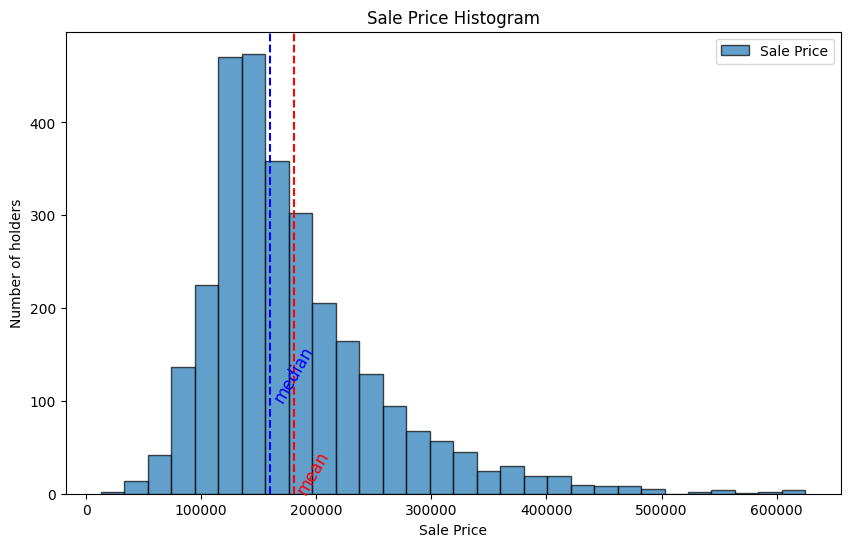 Sale Price Histogram
Sale Price
Number of holders
400
300
200
100
0
median
mean
0
100000
200000
300000
400000
500000
600000
Sale Price